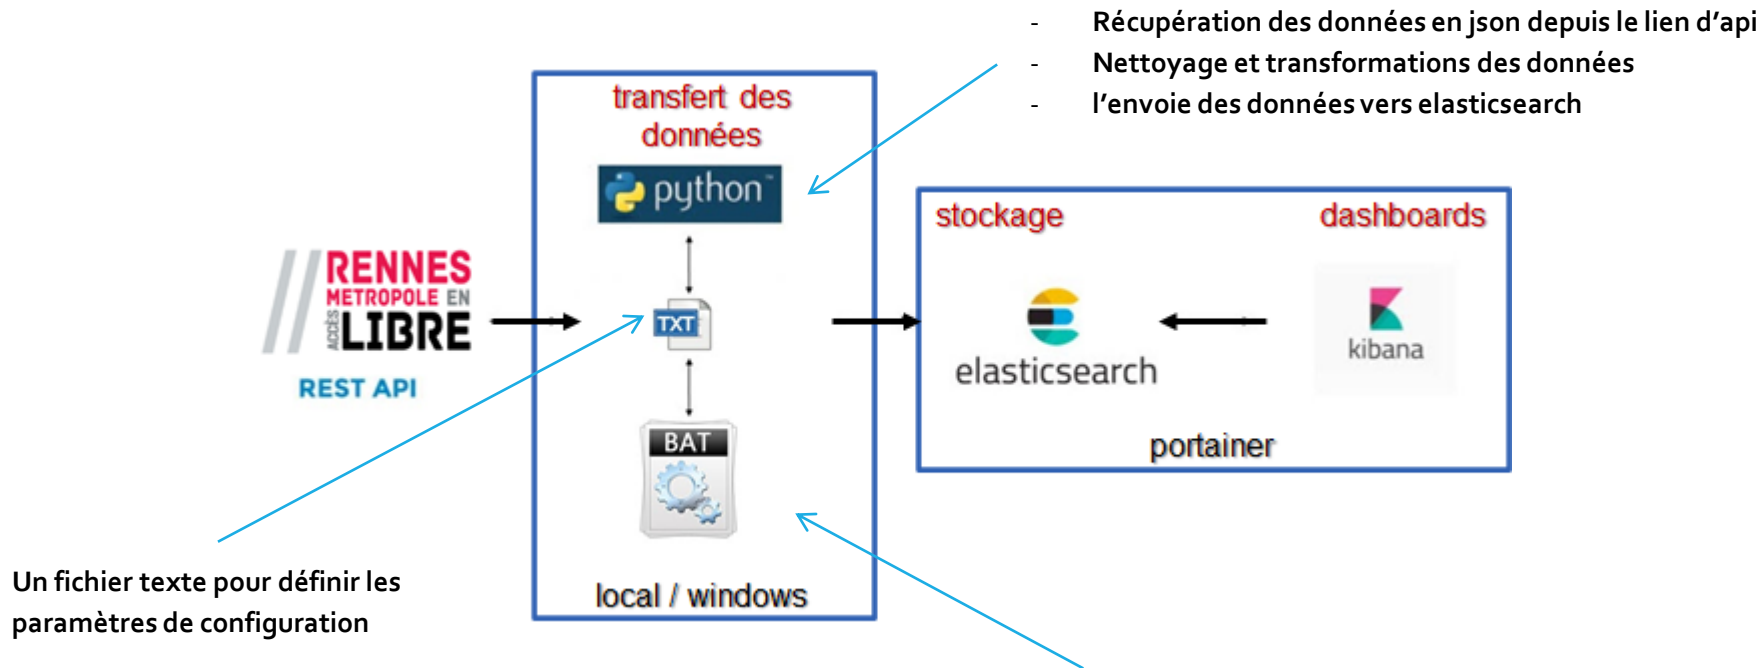 - Récupération des données en json depuis le lien d’api
- Nettoyage et transformations des données
- l’envoie des données vers elasticsearch
transfert des
données
python™
stockage
dashboards
RENNES
METROPOLE EN
ACCÈS
LIBRE
REST API
TXT
elasticsearch
kibana
BAT
portainer
local / windows
Un fichier texte pour définir les
paramètres de configuration